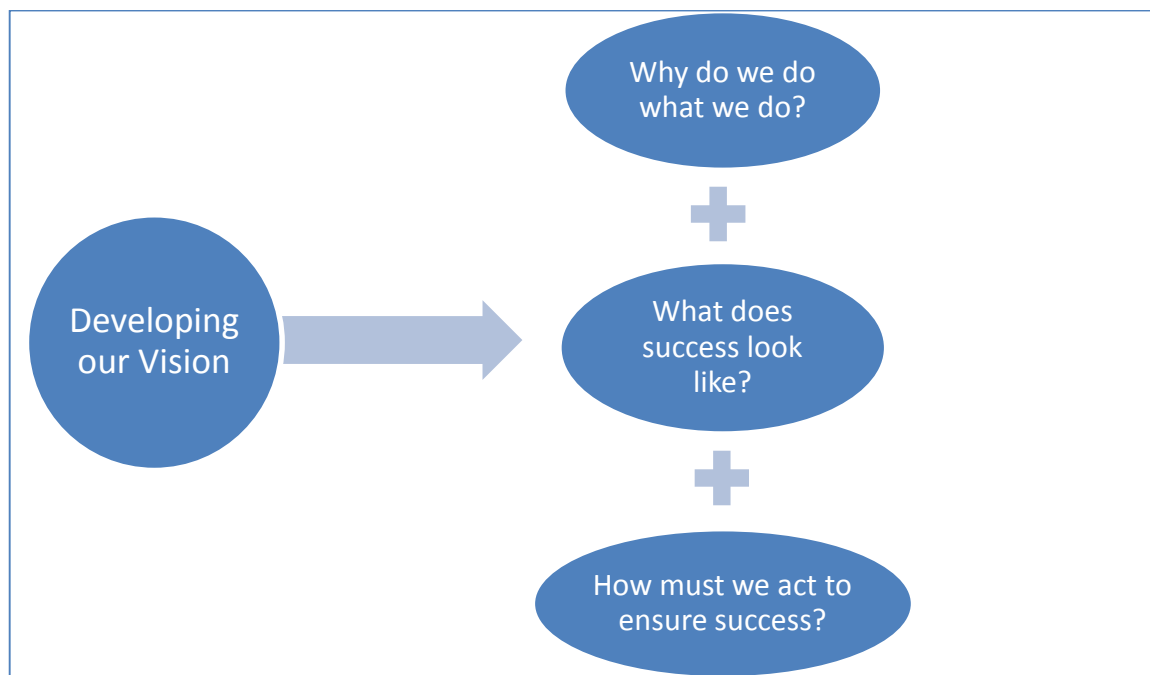 Why do we do
what we do?
Developing
our Vision
What does
success look
like?
How must we act to
ensure success?